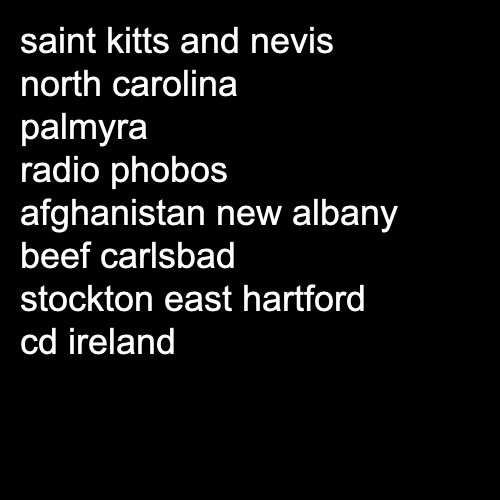 saint kitts and nevis
north carolina
palmyra
radio phobos
afghanistan new albany
beef carlsbad
stockton east hartford
cd ireland